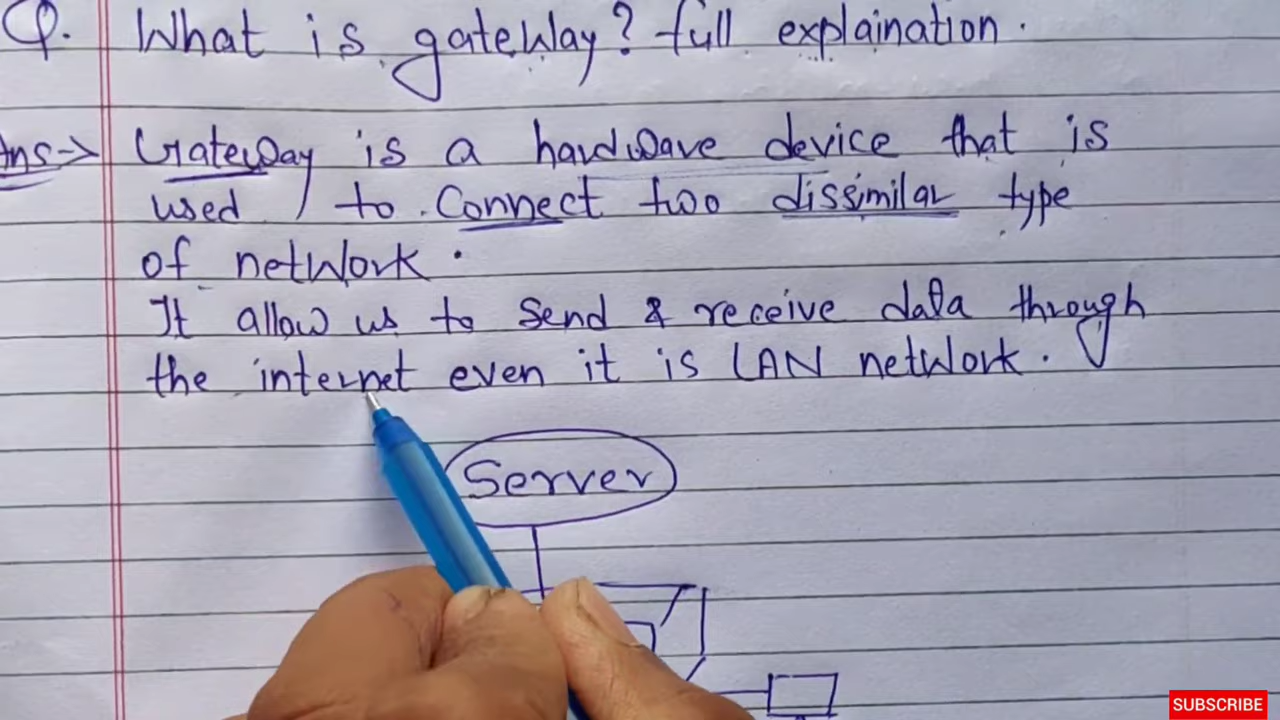 Q. What is gateway? full explaination.
Ans-> Gateway is a hardware device that is
used to connect two dissimilar type
of network.
It allow us to send & receive data through
the internet even it is LAN network.
Server
SUBSCRIBE